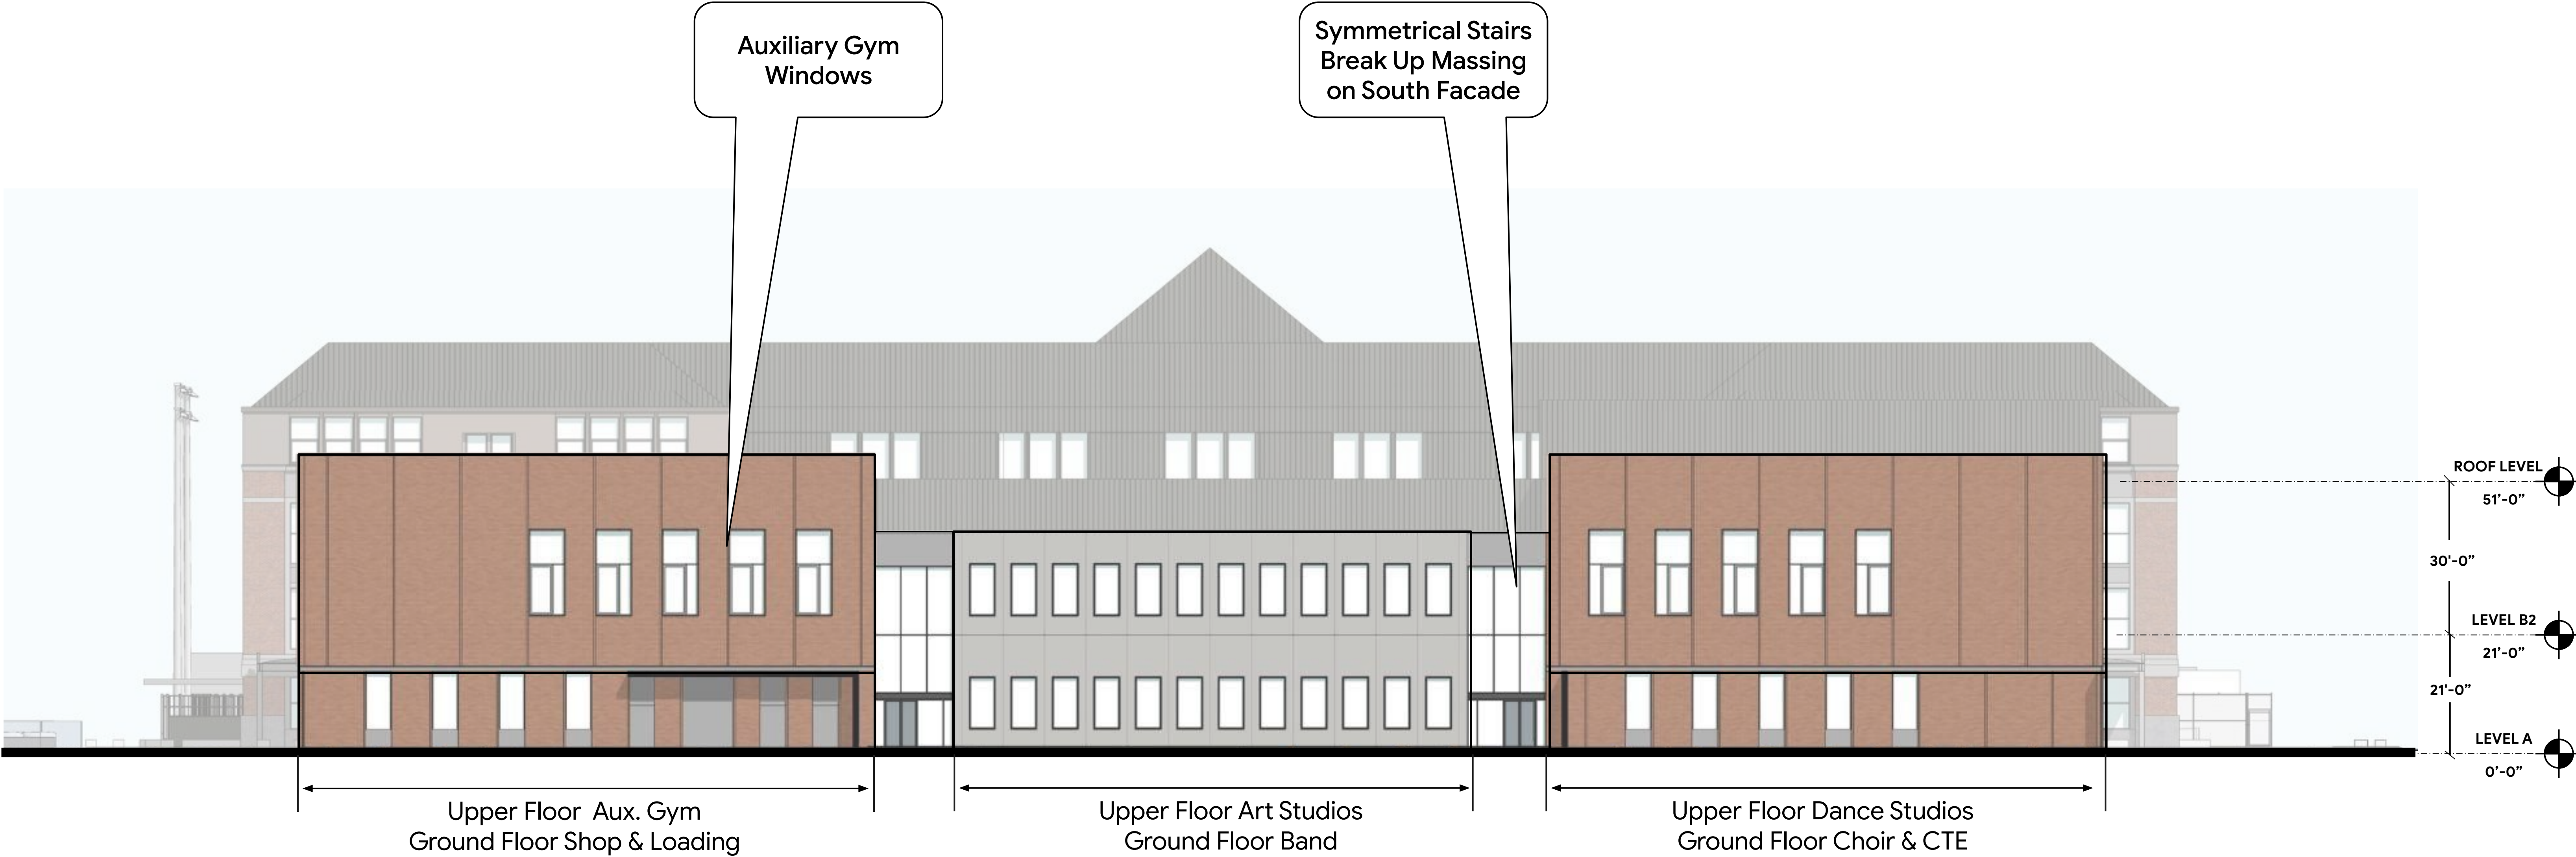 Auxiliary Gym
Windows
Symmetrical Stairs
Break Up Massing
on South Facade
ROOF LEVEL
51’-0”
30’-0”
LEVEL B2
21’-0”
21’-0”
LEVEL A
0’-0”
Upper Floor Aux. Gym
Ground Floor Shop & Loading
Upper Floor Art Studios
Ground Floor Band
Upper Floor Dance Studios
Ground Floor Choir & CTE